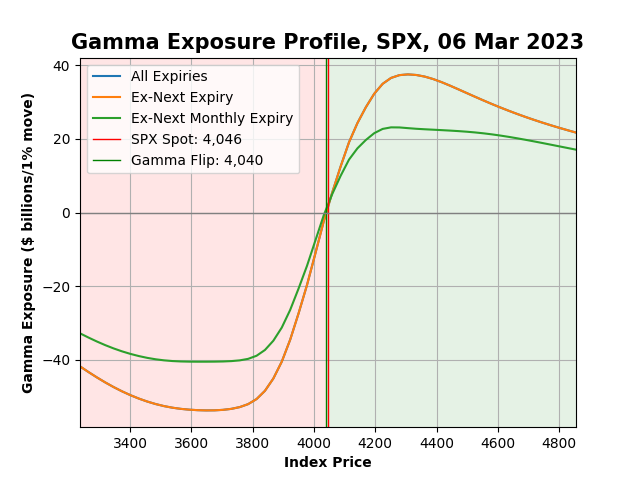 Gamma Exposure Profile, SPX, 06 Mar 2023
Gamma Exposure ($ billions/1% move)
40
20
0
−20
−40
All Expiries
Ex-Next Expiry
Ex-Next Monthly Expiry
SPX Spot: 4,046
Gamma Flip: 4,040
3400 3600 3800 4000 4200 4400 4600 4800
Index Price